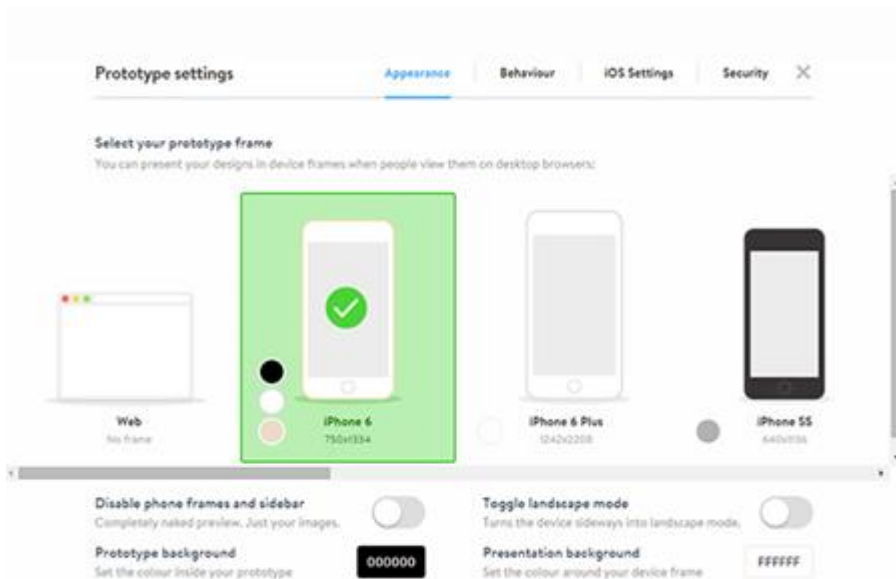 Prototype settings
Appearance
Behaviour
iOS Settings
Security
Select your prototype frame
You can present your designs in device frames when people view them on desktop browsers:
Web
No frame
iPhone 6
750x1334
iPhone 6 Plus
1242x2208
iPhone 5S
640x1136
Disable phone frames and sidebar
Completely naked preview. Just your images.
Toggle landscape mode
Turns the device sideways into landscape mode.
Prototype background
Set the colour inside your prototype
000000
Presentation background
Set the colour around your device frame
FFFFFF